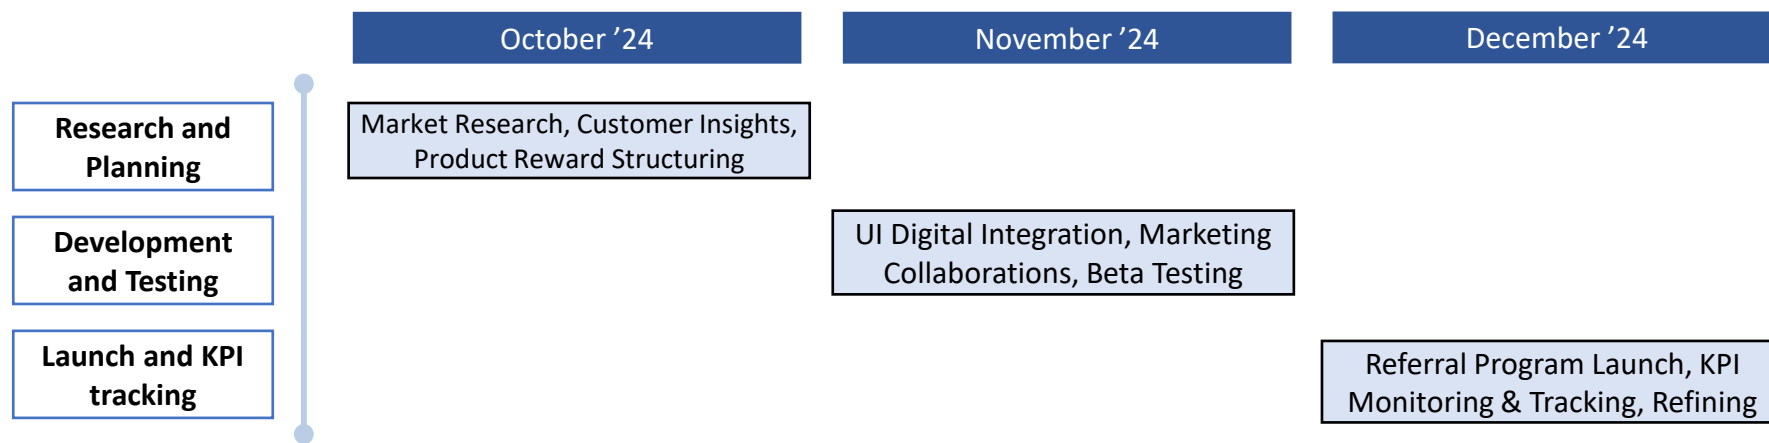 October ’24
November ’24
December ’24
Research and
Planning
Market Research, Customer Insights,
Product Reward Structuring
Development
and Testing
UI Digital Integration, Marketing
Collaborations, Beta Testing
Launch and KPI
tracking
Referral Program Launch, KPI
Monitoring & Tracking, Refining